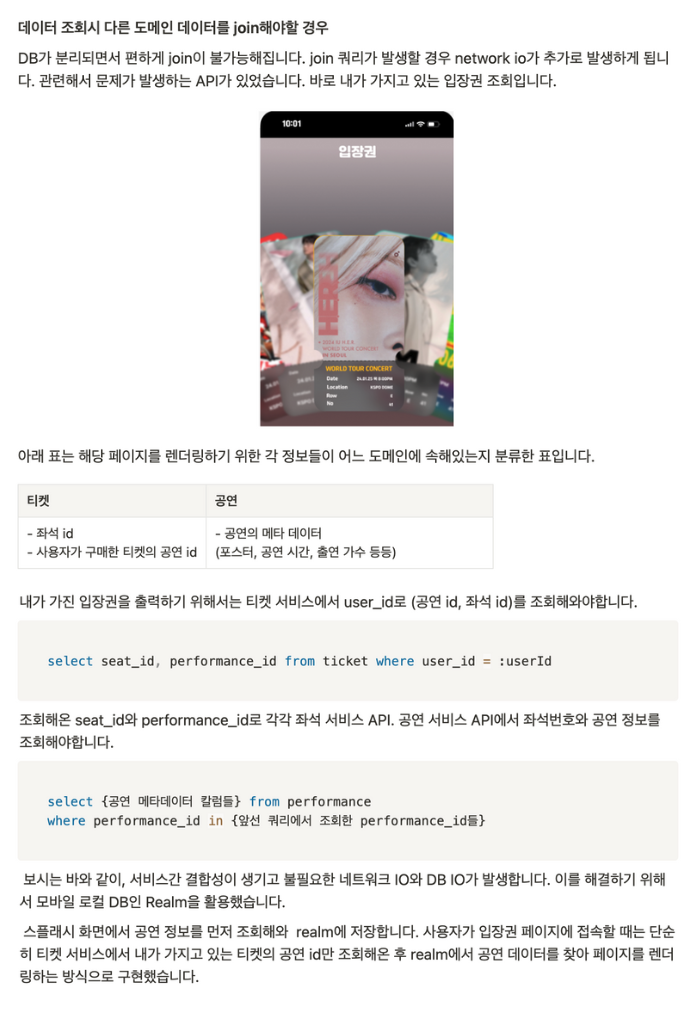 데이터 조회시 다른 도메인 데이터를 join해야할 경우
DB가 분리되면서 편하게 join이 불가능해집니다. join 쿼리가 발생할 경우 network io가 추가로 발생하게 됩니
다. 관련해서 문제가 발생하는 API가 있었습니다. 바로 내가 가지고 있는 입장권 조회입니다.
10:01
입장권
HER
WORLD TOUR CONCERT
IN SEOUL
WORLD TOUR CONCERT
Date
Location
Row
No
아래 표는 해당 페이지를 렌더링하기 위한 각 정보들이 어느 도메인에 속해있는지 분류한 표입니다.
티켓
공연
- 좌석 id
- 사용자가 구매한 티켓의 공연 id
- 공연의 메타 데이터
(포스터, 공연 시간, 출연 가수 등등)
내가 가진 입장권을 출력하기 위해서는 티켓 서비스에서 user_id로 (공연 id, 좌석 id)를 조회해와야합니다.
select seat_id, performance_id from ticket where user_id = :userId
조회해온 seat_id와 performance_id로 각각 좌석 서비스 API. 공연 서비스 API에서 좌석번호와 공연 정보를
조회해야합니다.
select {공연 메타데이터 칼럼들} from performance
where performance_id in {앞선 쿼리에서 조회한 performance_id들}
보시는 바와 같이, 서비스간 결합성이 생기고 불필요한 네트워크 IO와 DB IO가 발생합니다. 이를 해결하기 위해
서 모바일 로컬 DB인 Realm을 활용했습니다.
스플래시 화면에서 공연 정보를 먼저 조회해와 realm에 저장합니다. 사용자가 입장권 페이지에 접속할 때는 단순
히 티켓 서비스에서 내가 가지고 있는 티켓의 공연 id만 조회해온 후 realm에서 공연 데이터를 찾아 페이지를 렌더
링하는 방식으로 구현했습니다.